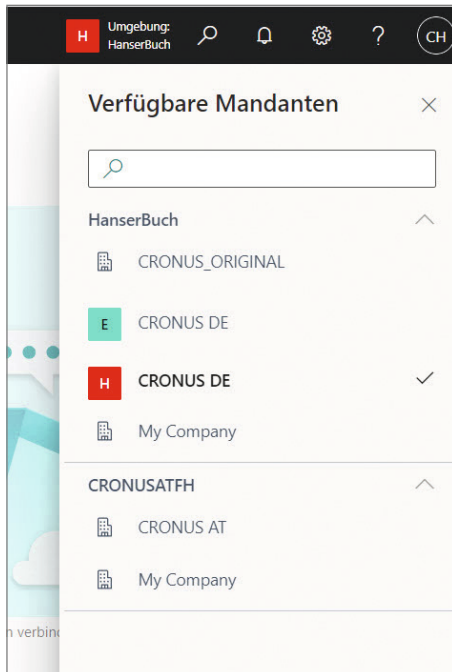 H Umgebung:
HanserBuch
? CH
Verfügbare Mandanten
HanserBuch
CRONUS_ORIGINAL
E CRONUS DE
H CRONUS DE
My Company
CRONUSATFH
CRONUS AT
My Company
n verbin